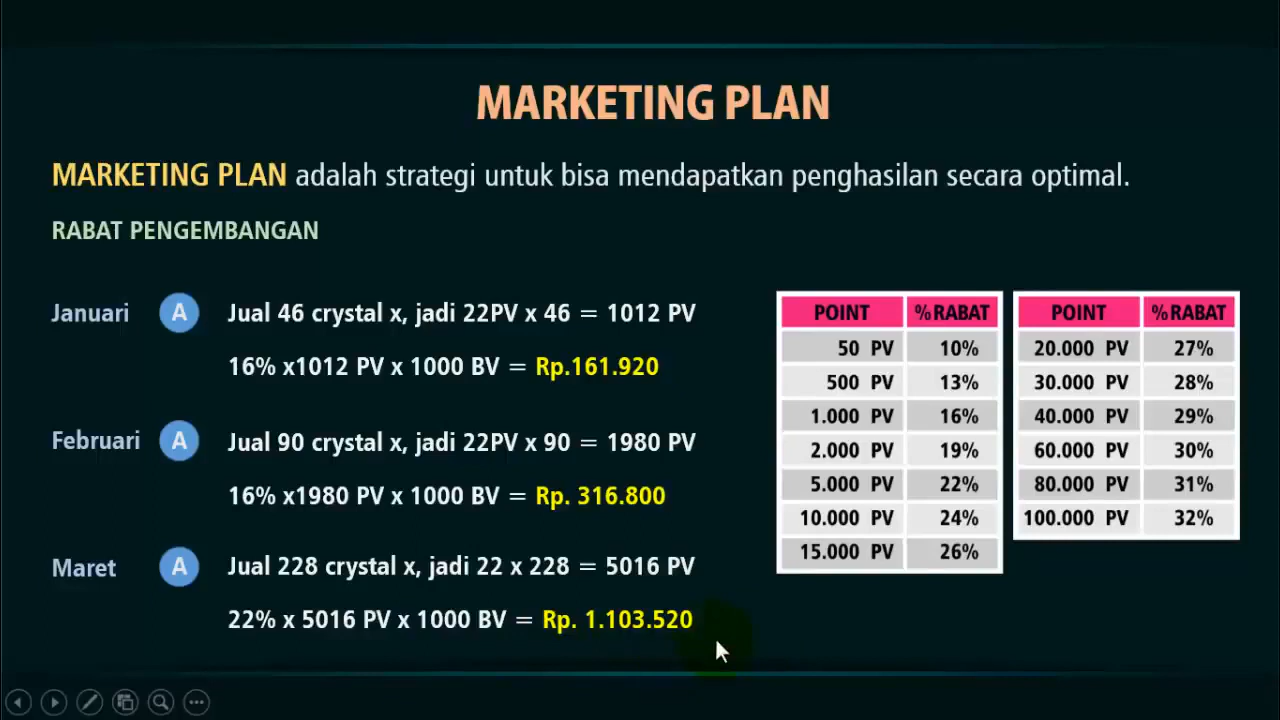 MARKETING PLAN
MARKETING PLAN adalah strategi untuk bisa mendapatkan penghasilan secara optimal.
RABAT PENGEMBANGAN
Januari A Jual 46 crystal x, jadi 22PV x 46 = 1012 PV
16% x1012 PV x 1000 BV = Rp.161.920
Februari A Jual 90 crystal x, jadi 22PV x 90 = 1980 PV
16% x1980 PV x 1000 BV = Rp. 316.800
Maret A Jual 228 crystal x, jadi 22 x 228 = 5016 PV
22% x 5016 PV x 1000 BV = Rp. 1.103.520
POINT %RABAT
50 PV 10%
500 PV 13%
1.000 PV 16%
2.000 PV 19%
5.000 PV 22%
10.000 PV 24%
15.000 PV 26%
POINT %RABAT
20.000 PV 27%
30.000 PV 28%
40.000 PV 29%
60.000 PV 30%
80.000 PV 31%
100.000 PV 32%